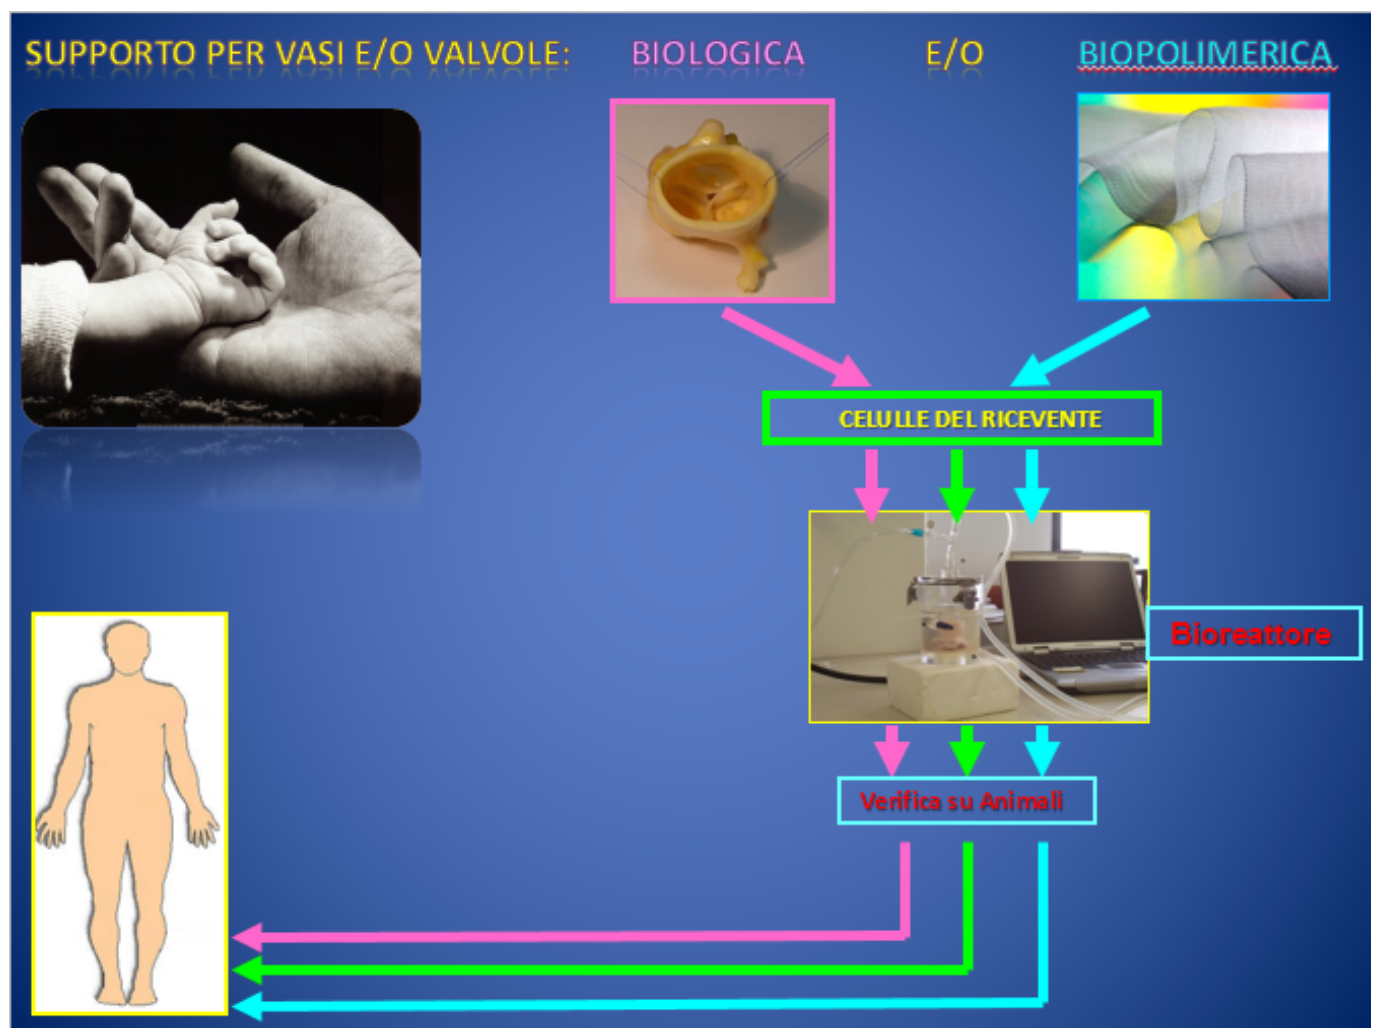 SUPPORTO PER VASI E/O VALVOLE: BIOLOGICA E/O BIOPOLIMERICA
CELULLE DEL RICEVENTE
Bioreattore
Verifica su Animali